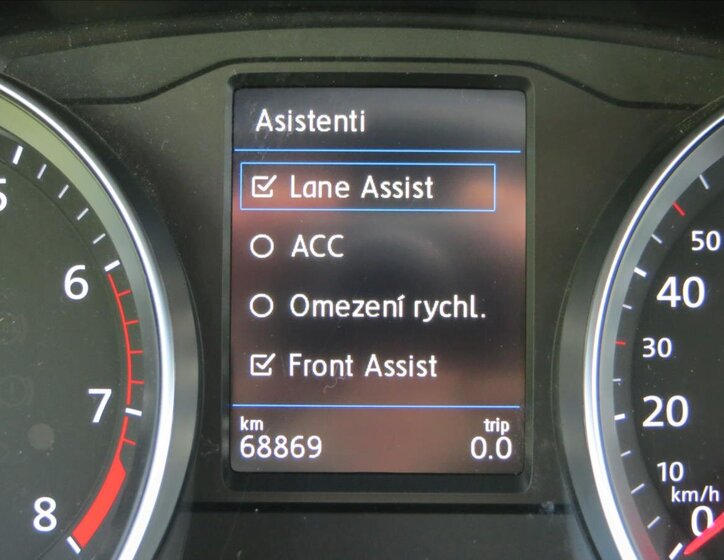 Asistenti
Lane Assist
ACC
Omezení rychl.
Front Assist
km
68869
trip
0.0
6
7
8
50
40
30
20
10
km/h
0